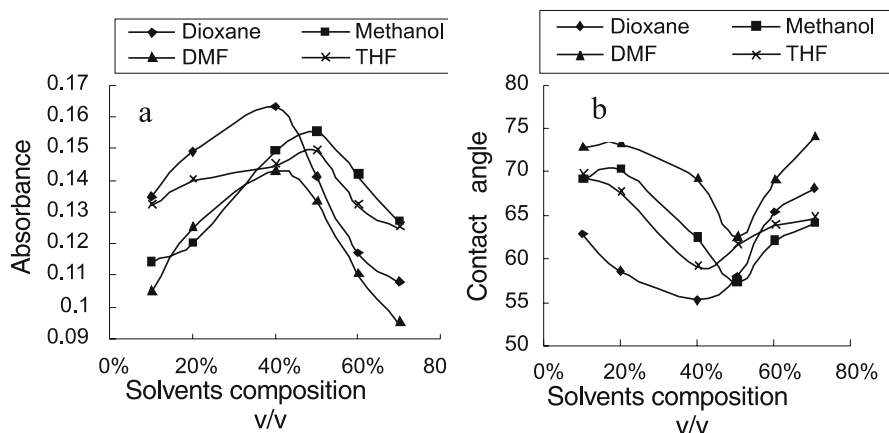 Dioxane Methanol
DMF THF
a
Absorbance
0.17
0.16
0.15
0.14
0.13
0.12
0.11
0.1
0.09
0% 20% 40% 60% 80
Solvents composition
v/v
Dioxane Methanol
DMF THF
b
Contact angle
80
75
70
65
60
55
50
0% 20% 40% 60% 80%
Solvents composition
v/v